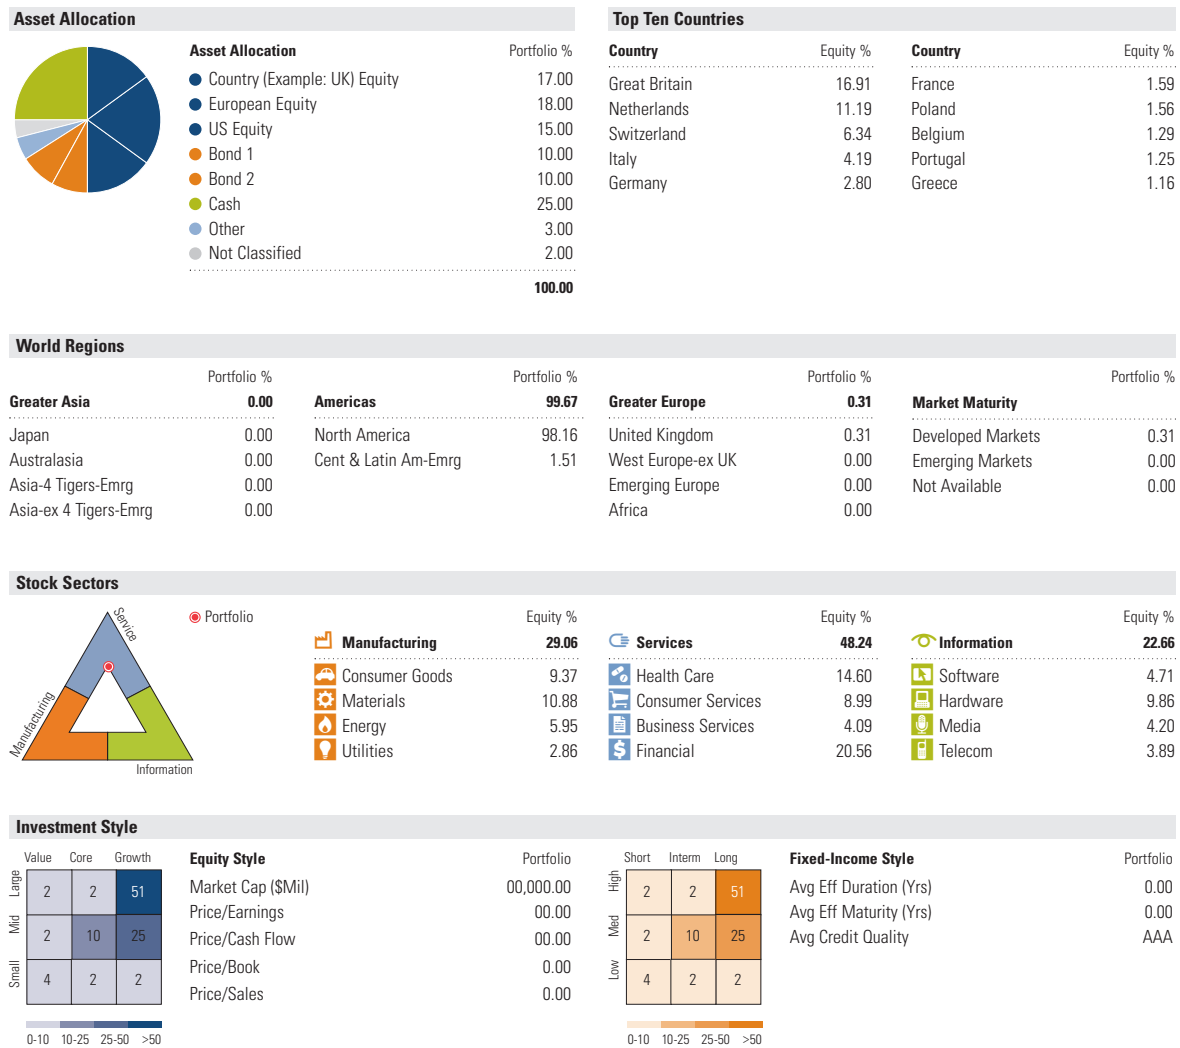 Asset Allocation
Asset Allocation Portfolio %
Country (Example: UK) Equity 17.00
European Equity 18.00
US Equity 15.00
Bond 1 10.00
Bond 2 10.00
Cash 25.00
Other 3.00
Not Classified 2.00
100.00
Top Ten Countries
Country Equity % Country Equity %
Great Britain 16.91 France 1.59
Netherlands 11.19 Poland 1.56
Switzerland 6.34 Belgium 1.29
Italy 4.19 Portugal 1.25
Germany 2.80 Greece 1.16
World Regions
Portfolio % Portfolio % Portfolio % Portfolio %
Greater Asia 0.00 Americas 99.67 Greater Europe 0.31 Market Maturity
Japan 0.00 North America 98.16 United Kingdom 0.31 Developed Markets 0.31
Australasia 0.00 Cent & Latin Am-Emrg 1.51 West Europe-ex UK 0.00 Emerging Markets 0.00
Asia-4 Tigers-Emrg 0.00 Emerging Europe 0.00 Not Available 0.00
Asia-ex 4 Tigers-Emrg 0.00 Africa 0.00
Stock Sectors
Service
Manufacturing
Information
Portfolio
Equity % Equity % Equity %
Manufacturing 29.06 Services 48.24 Information 22.66
Consumer Goods 9.37 Health Care 14.60 Software 4.71
Materials 10.88 Consumer Services 8.99 Hardware 9.86
Energy 5.95 Business Services 4.09 Media 4.20
Utilities 2.86 $ Financial 20.56 Telecom 3.89
Investment Style
Value Core Growth
Large 2 2 51
Mid 2 10 25
Small 4 2 2
0-10 10-25 25-50 >50
Equity Style Portfolio
Market Cap ($Mil) 00,000.00
Price/Earnings 00.00
Price/Cash Flow 00.00
Price/Book 0.00
Price/Sales 0.00
Short Interm Long
High 2 2 51
Med 2 10 25
Low 4 2 2
0-10 10-25 25-50 >50
Fixed-Income Style Portfolio
Avg Eff Duration (Yrs) 0.00
Avg Eff Maturity (Yrs) 0.00
Avg Credit Quality AAA